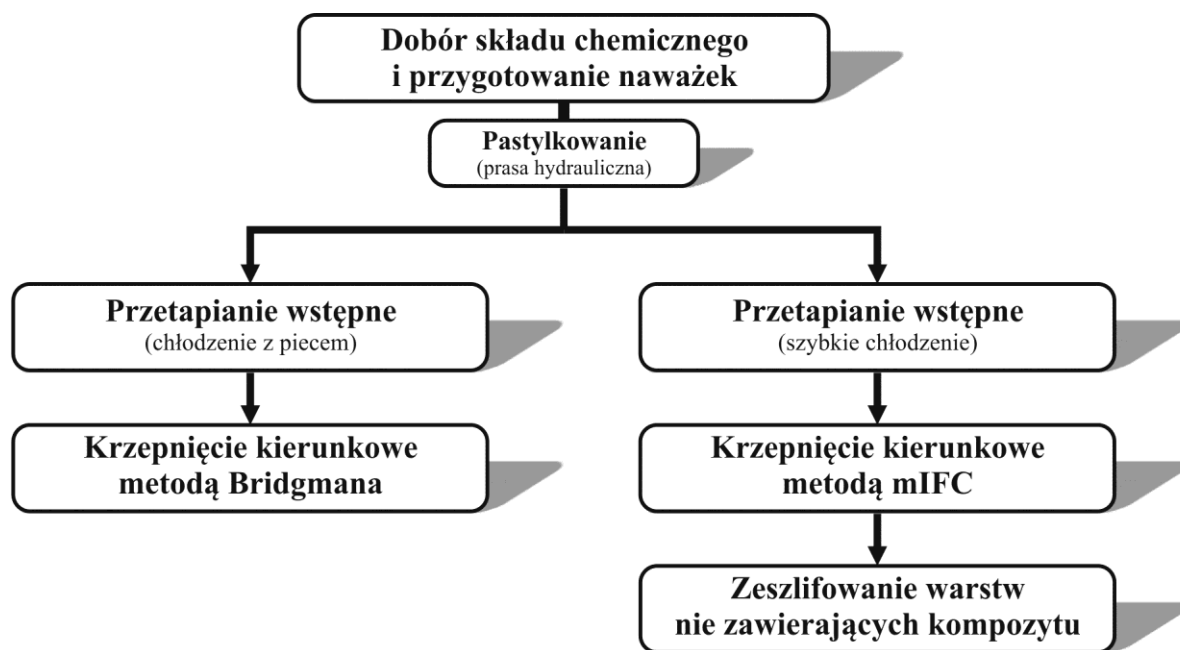 Dobór składu chemicznego
i przygotowanie naważek
Pastylkowanie
(prasa hydrauliczna)
Przetapianie wstępne
(chłodzenie z piecem)
Przetapianie wstępne
(szybkie chłodzenie)
Krzepnięcie kierunkowe
metodą Bridgmana
Krzepnięcie kierunkowe
metodą mIFC
Zeszlifowanie warstw
nie zawierających kompozytu